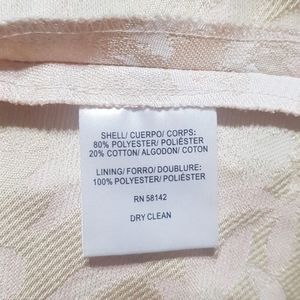 SHELL/ CUERPO/ CORPS:
80% POLYESTER/ POLIÉSTER
20% COTTON/ ALGODON/ COTON
LINING/ FORRO/ DOUBLURE:
100% POLYESTER/ POLIÉSTER
RN 58142
DRY CLEAN